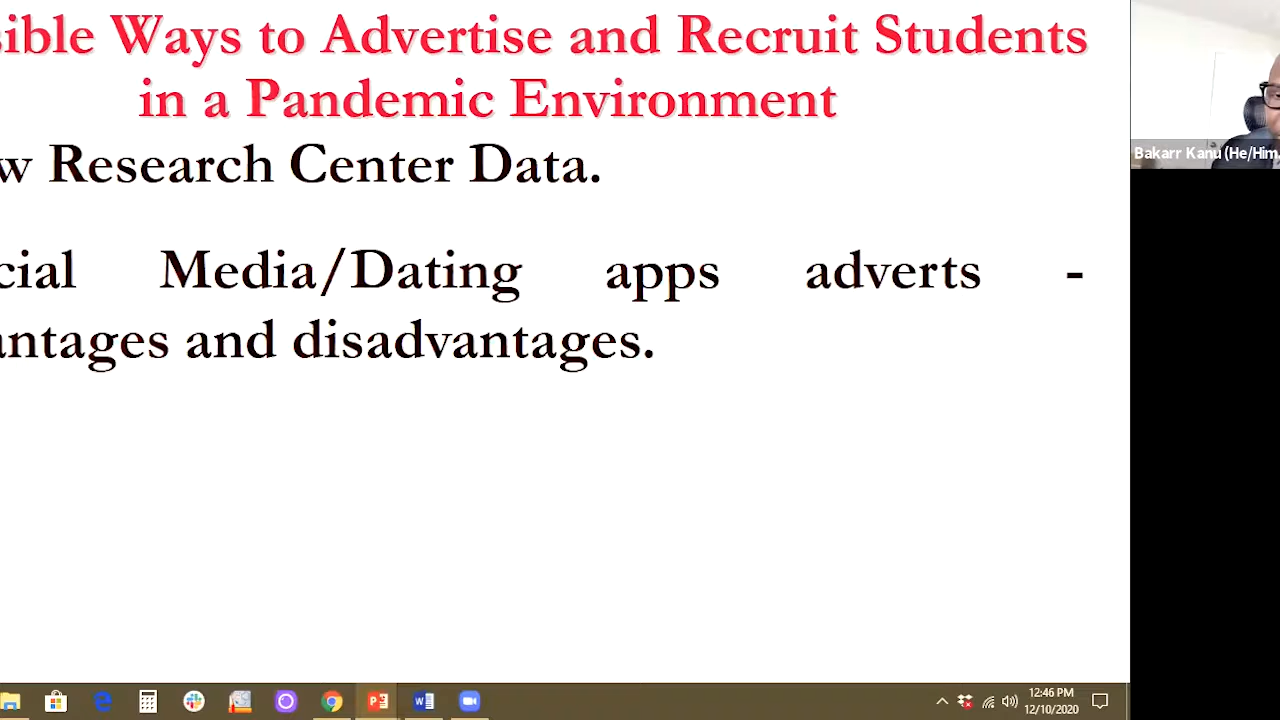 sible Ways to Advertise and Recruit Students
in a Pandemic Environment
w Research Center Data.
cial Media/Dating apps adverts -
antages and disadvantages.
Bakarr Kanu (He/Him,
12:46 PM
12/10/2020